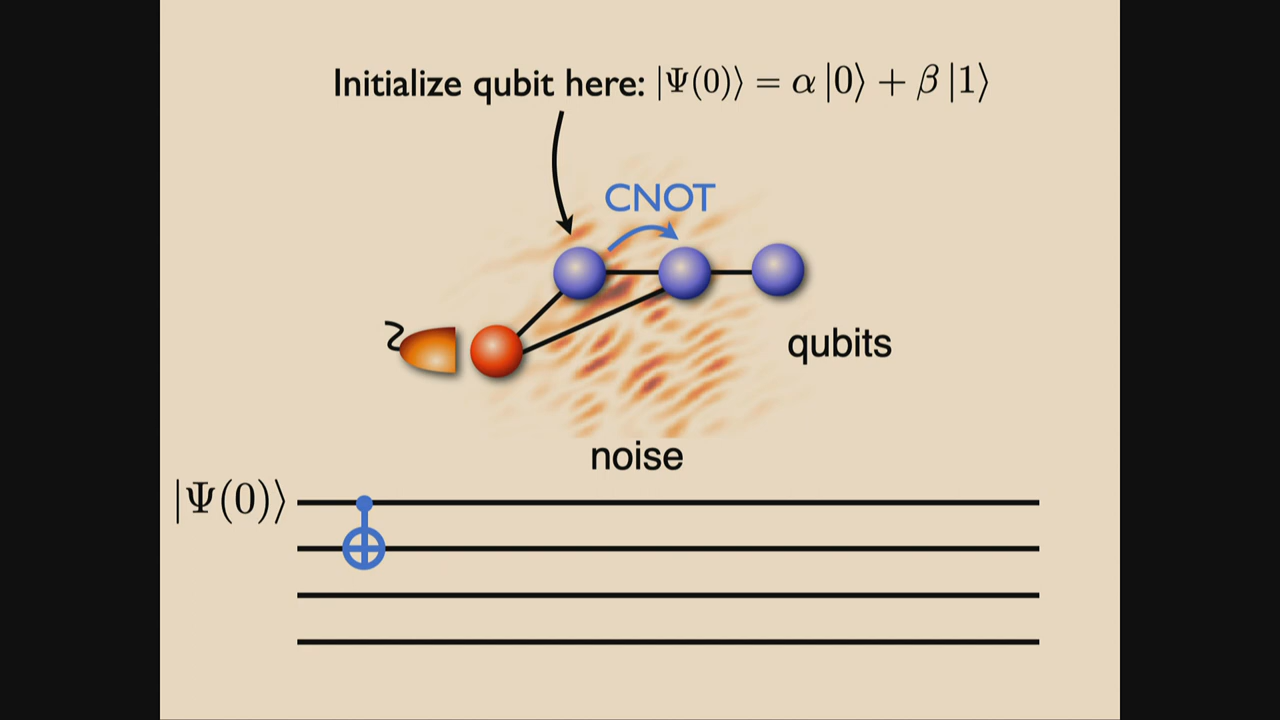 Initialize qubit here: |Ψ(0)⟩ = α |0⟩ + β |1⟩
CNOT
qubits
noise
|Ψ(0)⟩